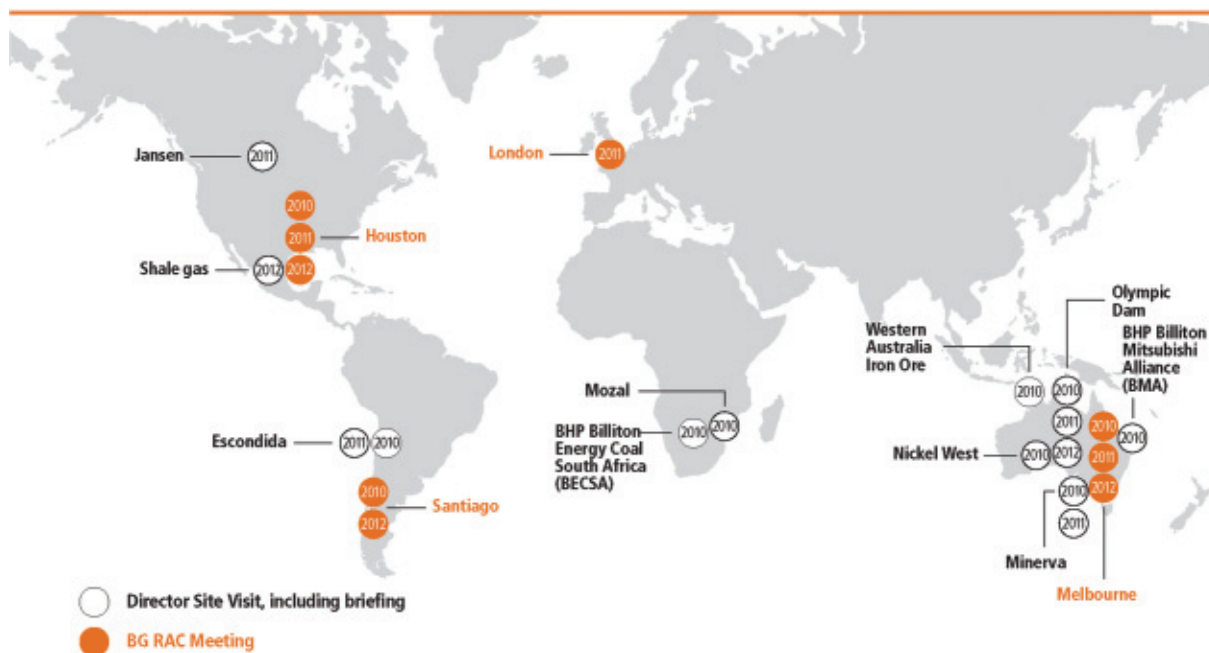 Jansen
2011
London
2011
2010
2011
Houston
Shale gas
2012
2012
Olympic
Dam
Western
Australia
Iron Ore
BHP Billiton
Mitsubishi
Alliance
(BMA)
2010
2010
2011
2010
2010
Mozal
2010
BHP Billiton
Energy Coal
South Africa
(BECSA)
2010
Escondida
2011
2010
Nickel West
2010
2012
2011
2010
2012
Santiago
2010
2012
2010
2011
Minerva
Melbourne
Director Site Visit, including briefing
BG RAC Meeting